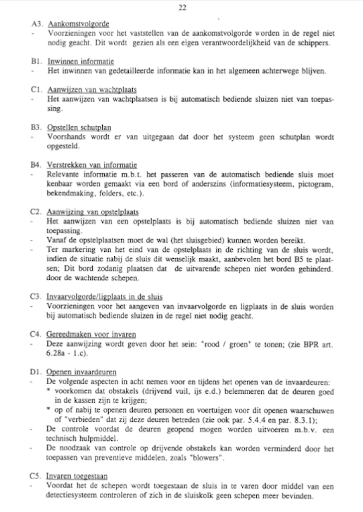 22
A3. Aankomstvolgorde
- Voorzieningen voor het vaststellen van de aankomstvolgorde worden in de regel niet
nodig geacht. Dit wordt gezien als een eigen verantwoordelijkheid van de schippers.
B1. Inwinnen informatie
- Het inwinnen van gedetailleerde informatie kan in het algemeen achterwege blijven.
C1. Aanwijzen van wachtplaats
- Het aanwijzen van wachtplaatsen is bij automatisch bediende sluizen niet van toepas-
sing.
B3. Opstellen schutplan
- Voorshands wordt er van uitgegaan dat door het systeem geen schutplan wordt
opgesteld.
B4. Verstrekken van informatie
- Relevante informatie m.b.t. het passeren van de automatisch bediende sluis moet
kenbaar worden gemaakt via een bord of anderszins (informatiesysteem, pictogram,
bekendmaking, folders, etc.).
C2. Aanwijzing van opstelplaats
- Het aanwijzen van een opstelplaats is bij automatisch bediende sluizen niet van
toepassing.
- Vanaf de opstelplaatsen moet de wal (het sluisgebied) kunnen worden bereikt.
- Ter markering van het eind van de opstelplaats in de richting van de sluis wordt,
indien de situatie nabij de sluis dit wenselijk maakt, aanbevolen het bord B5 te plaat-
sen; Dit bord zodanig plaatsen dat de uitvarende schepen niet worden gehinderd.
door de wachtende schepen.
C3. Invaarvolgorde/ligplaats in de sluis
- Voorzieningen voor het aangeven van invaarvolgorde en ligplaats in de sluis worden
bij automatisch bediende sluizen in de regel niet nodig geacht.
C4. Gereedmaken voor invaren
- Deze aanwijzing wordt geven door het sein: "rood / groen" te tonen; (zie BPR art.
6.28a - 1.c).
D1. Openen invaardeuren
- De volgende aspecten in acht nemen voor en tijdens het openen van de invaardeuren:
* voorkomen dat obstakels (drijvend vuil, ijs e.d.) belemmeren dat de deuren goed
in de kassen zijn te krijgen;
* op of nabij te openen deuren personen en voertuigen voor dit openen waarschuwen
of "verbieden" dat zij deze deuren betreden (zie ook par. 5.4.4 en par. 8.3.1);
- De controle voordat de deuren geopend mogen worden uitvoeren m.b.v. een
technisch hulpmiddel.
- De noodzaak van controle op drijvende obstakels kan worden verminderd door het
toepassen van preventieve middelen, zoals "blowers".
C5. Invaren toegestaan
- Voordat het schepen wordt toegestaan de sluis in te varen door middel van een
detectiesysteem controleren of zich in de sluiskolk geen schepen meer bevinden.